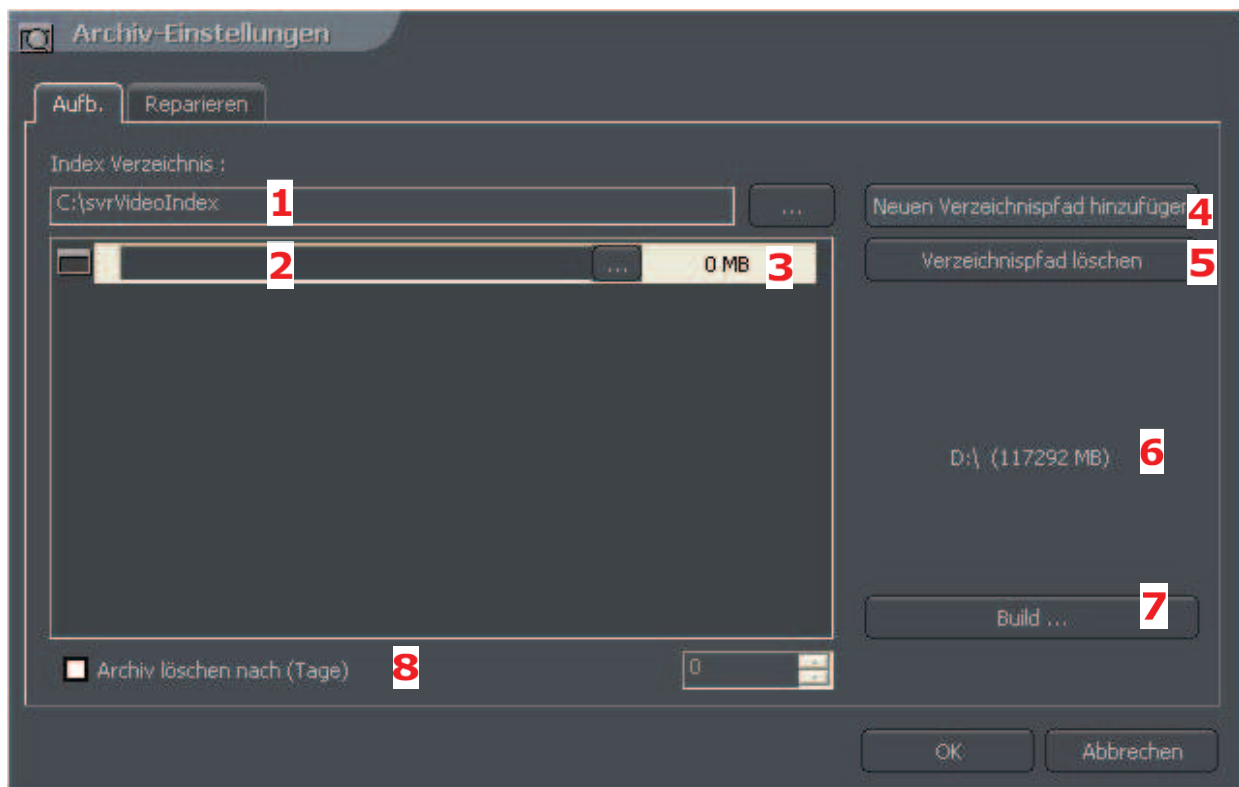 Archiv-Einstellungen
Aufb. Reparieren
Index Verzeichnis :
C:\svrVideoIndex 1 ... Neuen Verzeichnispfad hinzufügen 4
2 ... 0 MB 3 Verzeichnispfad löschen 5
D:\ (117292 MB) 6
Build ... 7
Archiv löschen nach (Tage) 8 0
OK Abbrechen